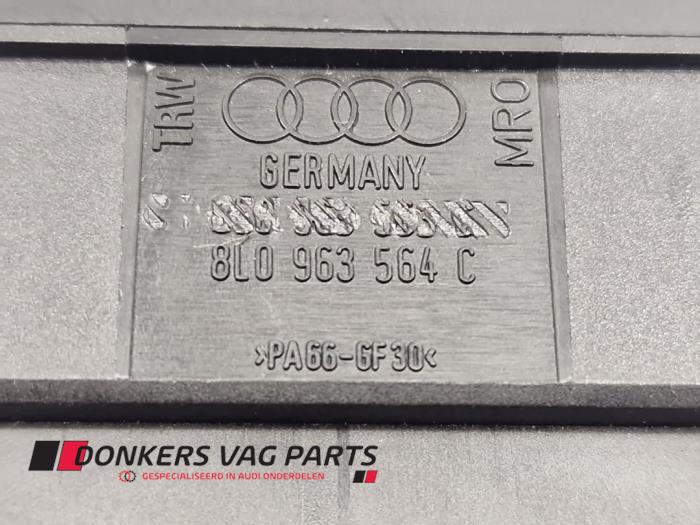 TRW
MRO
GERMANY
8L0 963 564 C
>PA66-GF30<
DONKERS VAG PARTS
GESPECIALISEERD IN AUDI ONDERDELEN